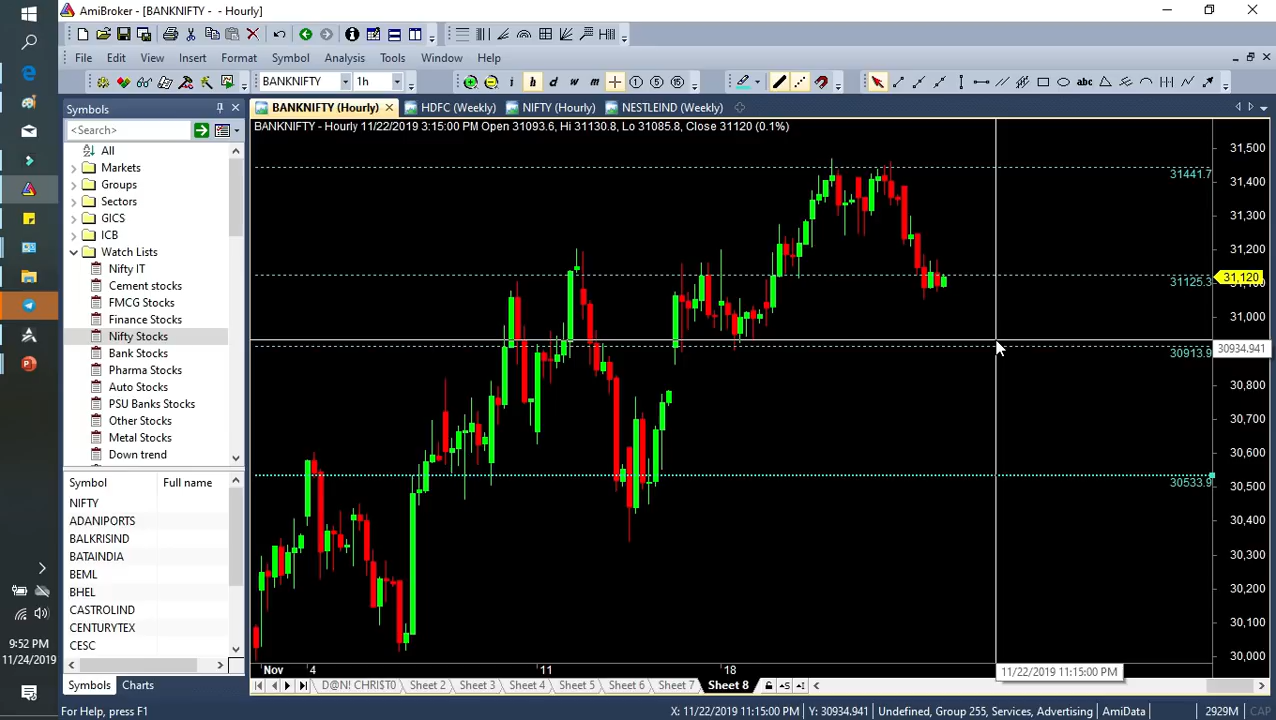 AmiBroker - [BANKNIFTY - - Hourly]
File Edit View Insert Format Symbol Analysis Tools Window Help
BANKNIFTY 1h i h d w m 1 5 15 abc
Symbols
BANKNIFTY (Hourly) HDFC (Weekly) NIFTY (Hourly) NESTLEIND (Weekly)
<Search>
BANKNIFTY - Hourly 11/22/2019 3:15:00 PM Open 31093.6, Hi 31130.8, Lo 31085.8, Close 31120 (0.1%)
All
Markets
Groups
Sectors
GICS
ICB
Watch Lists
Nifty IT
Cement stocks
FMCG Stocks
Finance Stocks
Nifty Stocks
Bank Stocks
Pharma Stocks
Auto Stocks
PSU Banks Stocks
Other Stocks
Metal Stocks
Down trend
Symbol Full name
NIFTY
ADANIPORTS
BALKRISIND
BATAINDIA
BEML
BHEL
CASTROLIND
CENTURYTEX
CESC
Symbols Charts
31,500
31441.7
31,400
31,300
31,200
31,120
31125.3
31,000
30934.941
30913.9
30,800
30,700
30,600
30,500
30533.9
30,400
30,300
30,200
30,100
30,000
Nov 4 11 18
11/22/2019 11:15:00 PM
D@N! CHRI$T0 Sheet 2 Sheet 3 Sheet 4 Sheet 5 Sheet 6 Sheet 7 Sheet 8
For Help, press F1
X: 11/22/2019 11:15:00 PM Y: 30934.941 Undefined, Group 255, Services, Advertising AmiData 2929M CAP
9:52 PM
11/24/2019